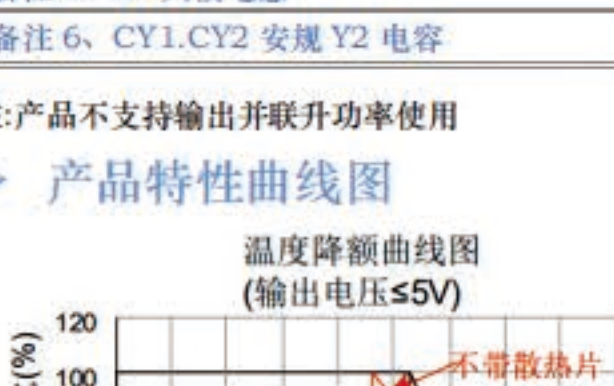 备注 6、CY1.CY2 安规 Y2 电容
:产品不支持输出并联升功率使用
产品特性曲线图
温度降额曲线图
(输出电压≤5V)
120
(%)
不带散热片
100